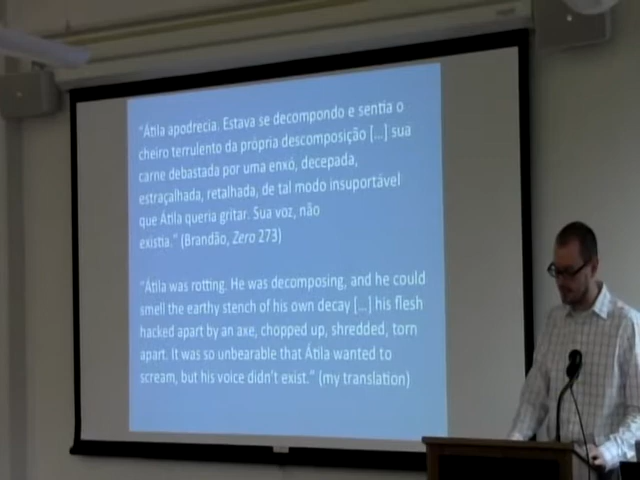 "Átila apodrecia. Estava se decompondo e sentia o
cheiro terrulento da própria descomposição [...] sua
carne debastada por uma enxó, decepada,
estraçalhada, retalhada, de tal modo insuportável
que Átila queria gritar. Sua voz, não
existia." (Brandão, Zero 273)
"Átila was rotting. He was decomposing, and he could
smell the earthy stench of his own decay [...] his flesh
hacked apart by an axe, chopped up, shredded, torn
apart. It was so unbearable that Átila wanted to
scream, but his voice didn't exist." (my translation)